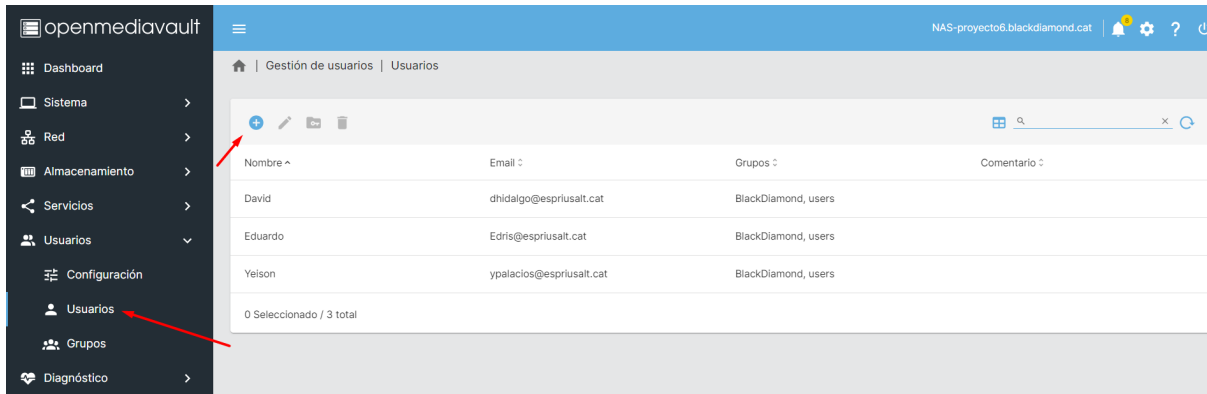 openmediavault
NAS-proyecto6.blackdiamond.cat
6
?
Dashboard
Gestión de usuarios | Usuarios
Sistema
Red
Almacenamiento
Servicios
Usuarios
Configuración
Usuarios
Grupos
Diagnóstico
Nombre Email Grupos Comentario
David dhidalgo@espriusalt.cat BlackDiamond, users
Eduardo Edris@espriusalt.cat BlackDiamond, users
Yeison ypalacios@espriusalt.cat BlackDiamond, users
0 Seleccionado / 3 total